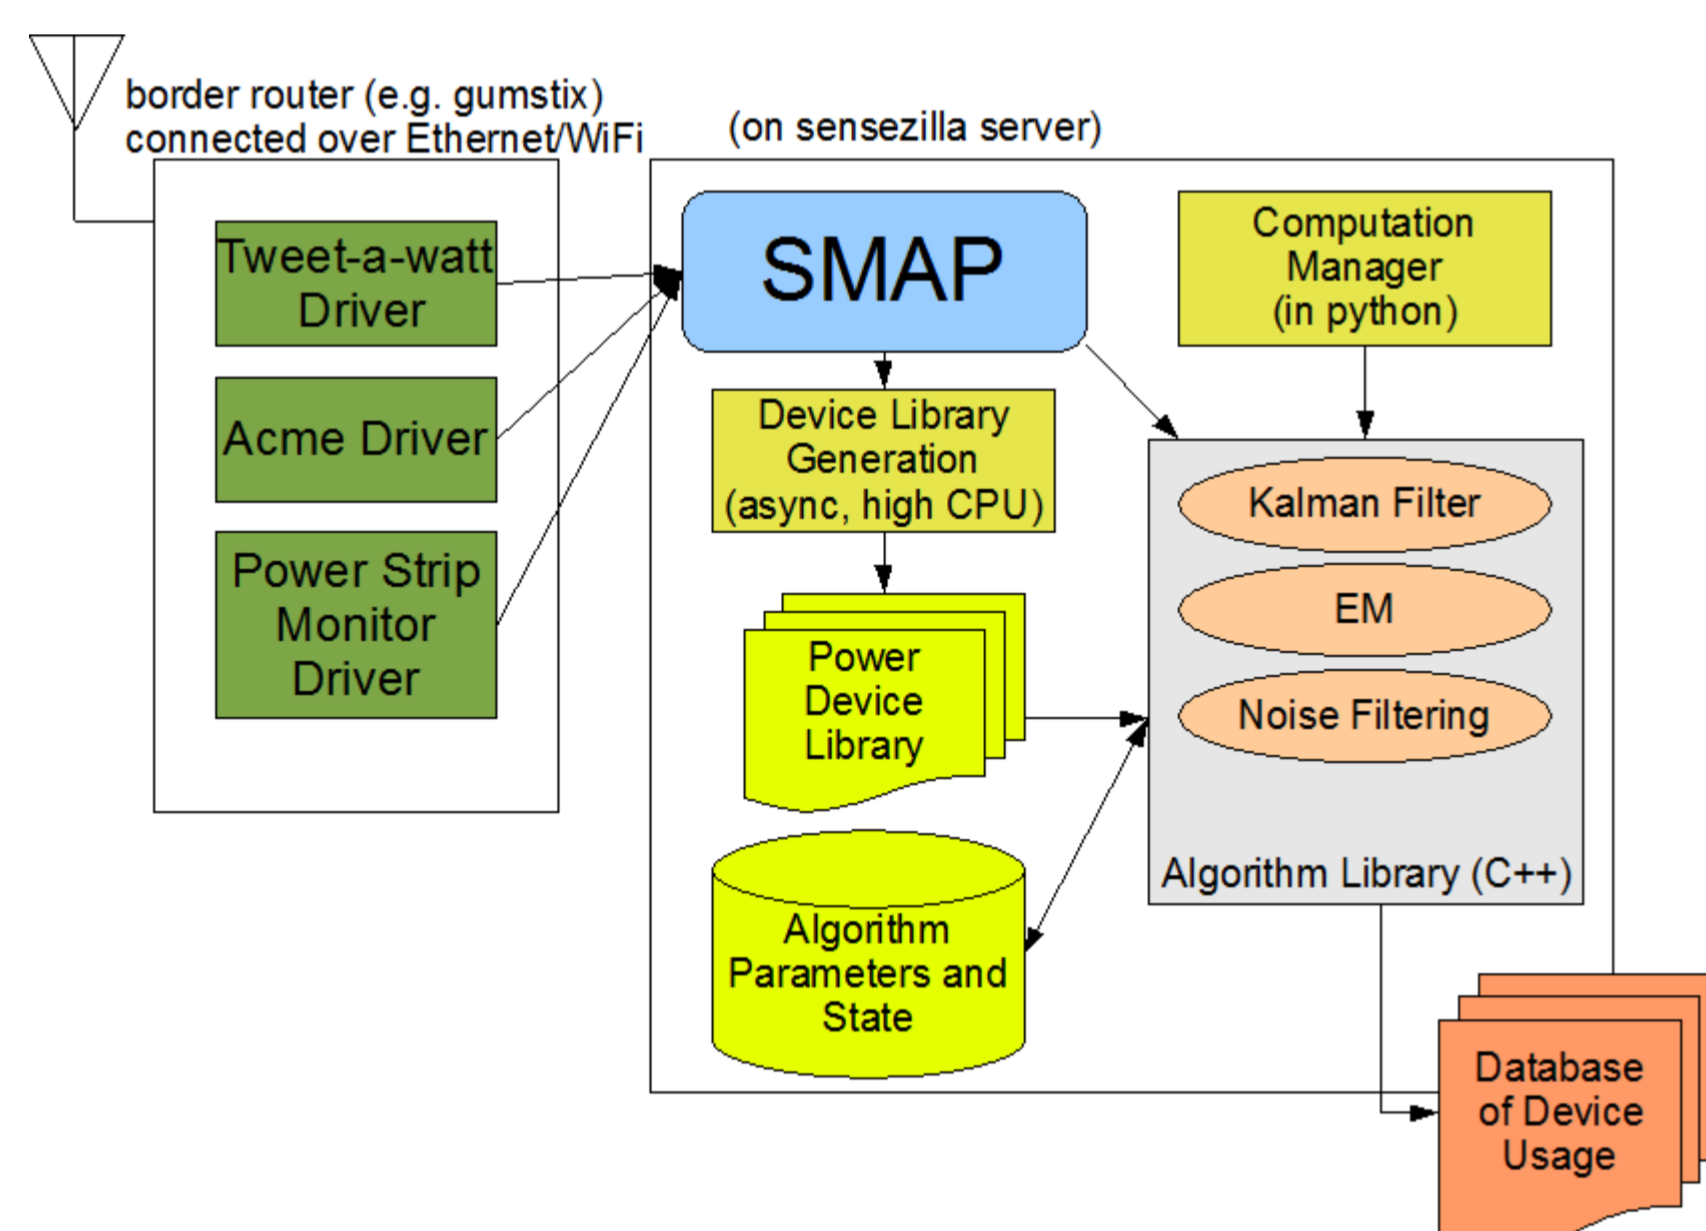 border router (e.g. gumstix)
connected over Ethernet/WiFi
Tweet-a-watt
Driver
Acme Driver
Power Strip
Monitor
Driver
(on sensezilla server)
SMAP
Computation
Manager
(in python)
Device Library
Generation
(async, high CPU)
Kalman Filter
EM
Noise Filtering
Algorithm Library (C++)
Power
Device
Library
Algorithm
Parameters and
State
Database
of Device
Usage